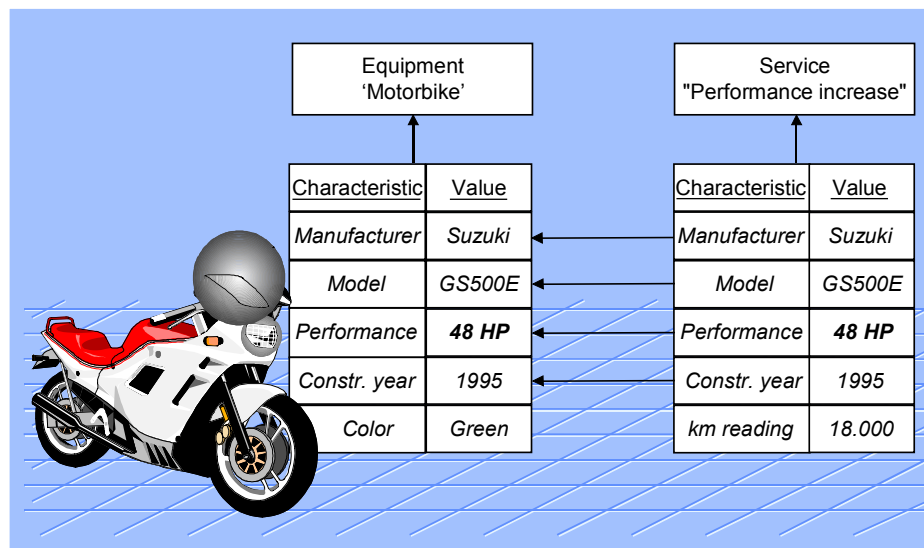 Equipment
‘Motorbike’
Service
"Performance increase"
Characteristic Value
Manufacturer Suzuki
Model GS500E
Performance 48 HP
Constr. year 1995
Color Green
Characteristic Value
Manufacturer Suzuki
Model GS500E
Performance 48 HP
Constr. year 1995
km reading 18.000